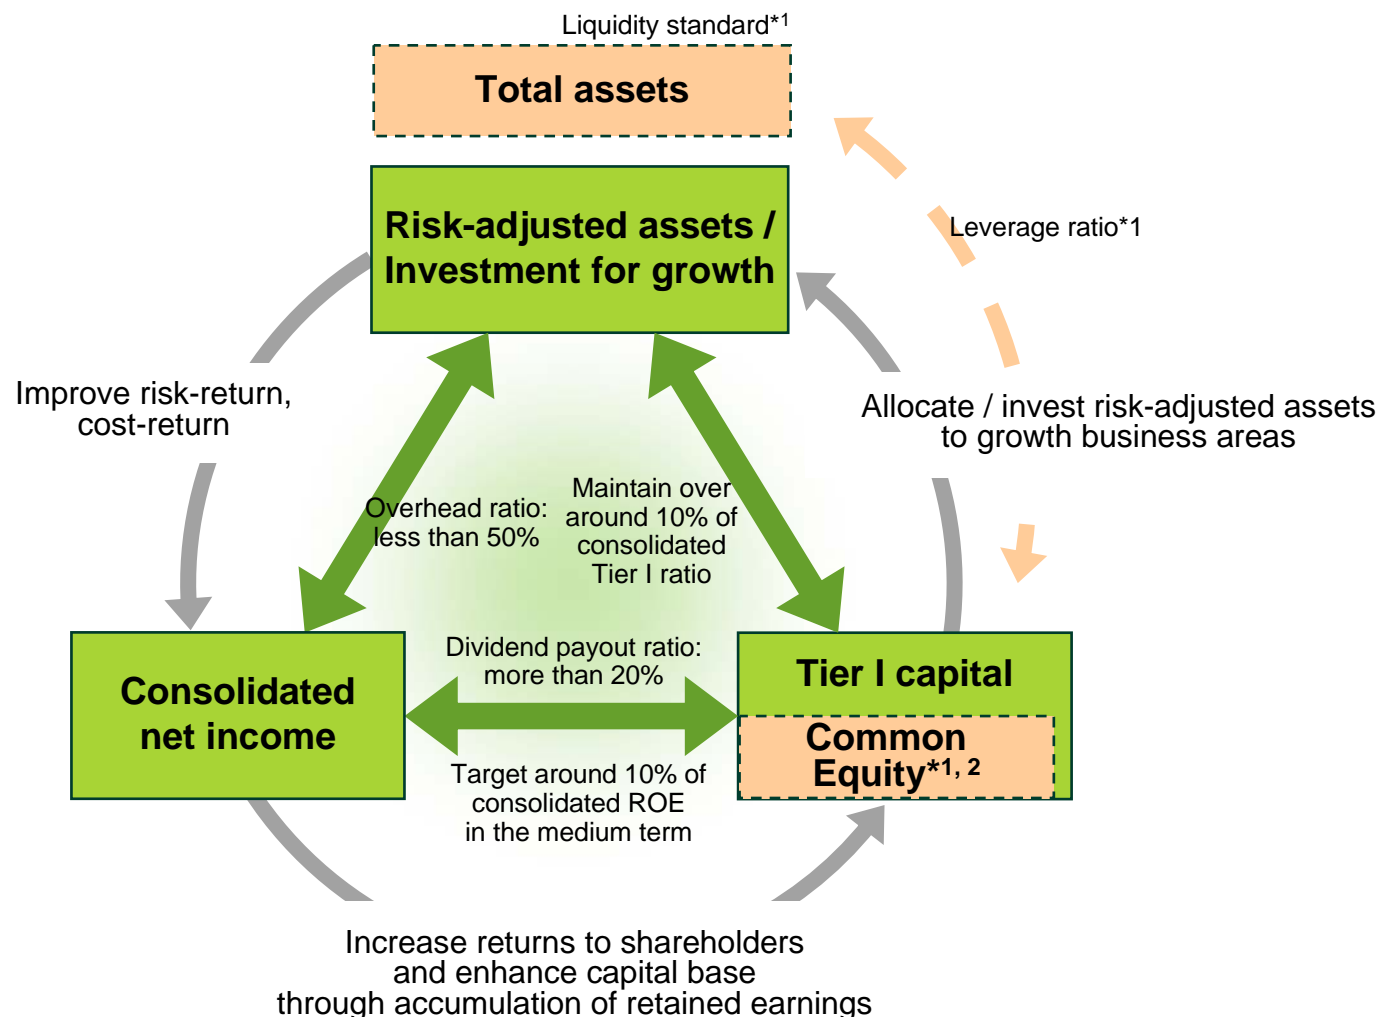 Liquidity standard*1
Total assets
Risk-adjusted assets /
Investment for growth
Leverage ratio*1
Improve risk-return,
cost-return
Allocate / invest risk-adjusted assets
to growth business areas
Overhead ratio:
less than 50%
Maintain over
around 10% of
consolidated
Tier I ratio
Dividend payout ratio:
more than 20%
Consolidated
net income
Tier I capital
Common
Equity*1, 2
Target around 10% of
consolidated ROE
in the medium term
Increase returns to shareholders
and enhance capital base
through accumulation of retained earnings